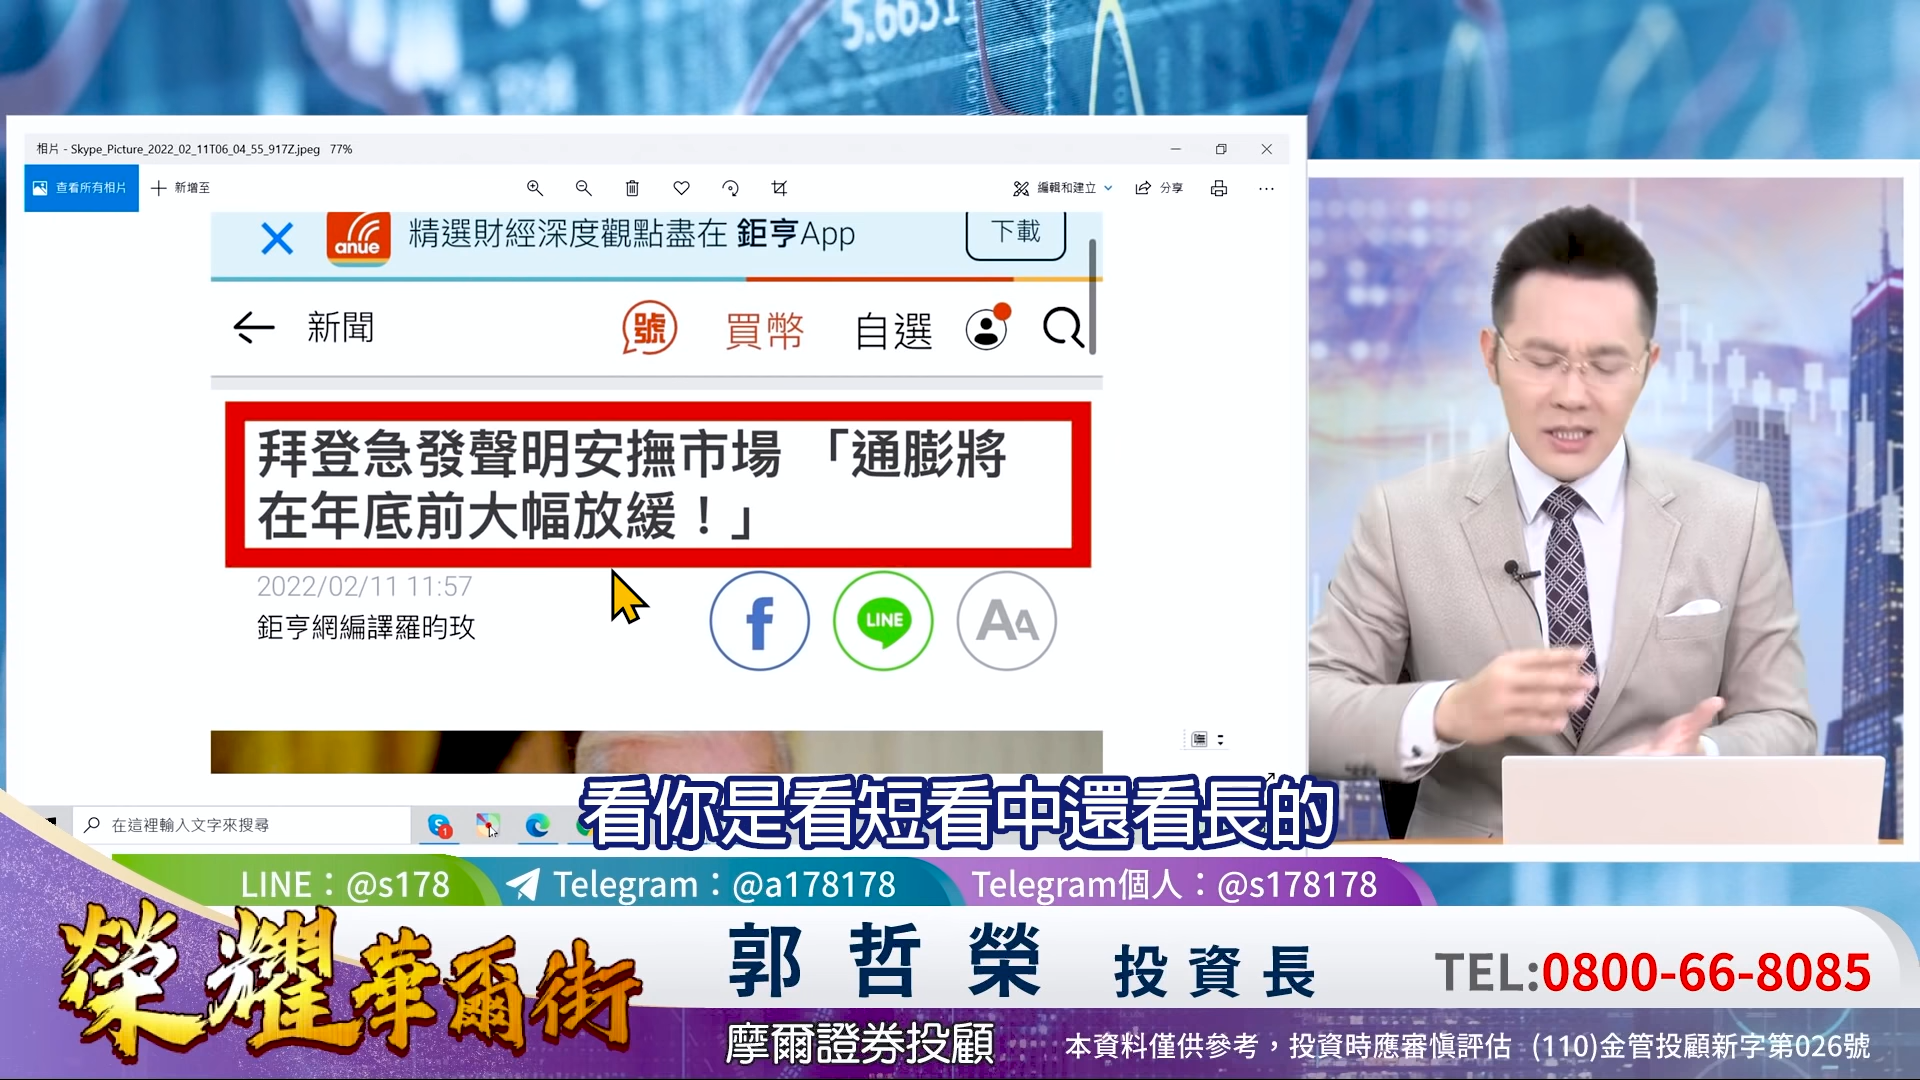 5.6631
相片 - Skype_Picture_2022_02_11T06_04_55_917Z.jpeg 77%
查看所有相片
新增至
編輯和建立
分享
anue
精選財經深度觀點盡在 鉅亨App
下載
新聞
號
買幣
自選
拜登急發聲明安撫市場 「通膨將
在年底前大幅放緩!」
2022/02/11 11:57
鉅亨網編譯羅昀玫
f
LINE
AA
看你是看短看中還看長的
在這裡輸入文字來搜尋
S
1
LINE:@s178
Telegram:@a178178
Telegram個人:@s178178
榮耀華爾街
郭哲榮 投資長
TEL:0800-66-8085
摩爾證券投顧
本資料僅供參考,投資時應審慎評估 (110)金管投顧新字第026號